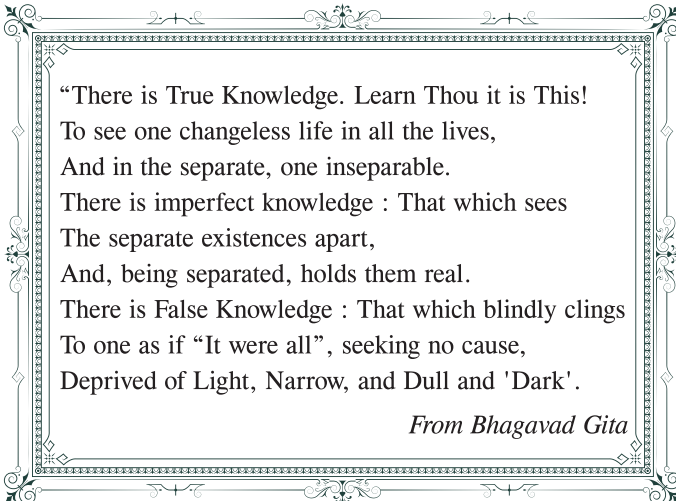 “There is True Knowledge. Learn Thou it is This!
To see one changeless life in all the lives,
And in the separate, one inseparable.
There is imperfect knowledge : That which sees
The separate existences apart,
And, being separated, holds them real.
There is False Knowledge : That which blindly clings
To one as if “It were all”, seeking no cause,
Deprived of Light, Narrow, and Dull and 'Dark'.
From Bhagavad Gita